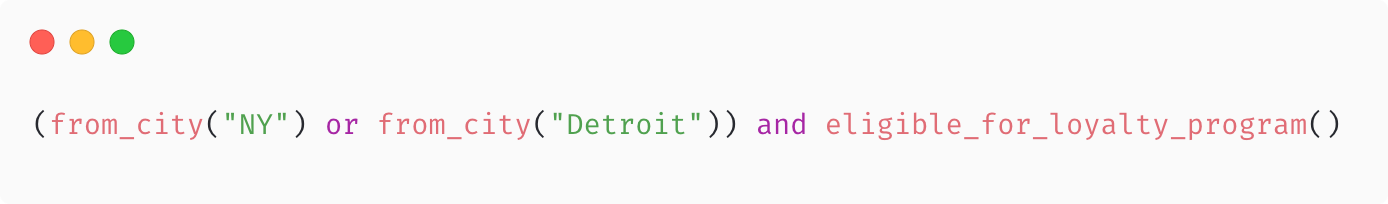 (from_city("NY") or from_city("Detroit")) and eligible_for_loyalty_program()